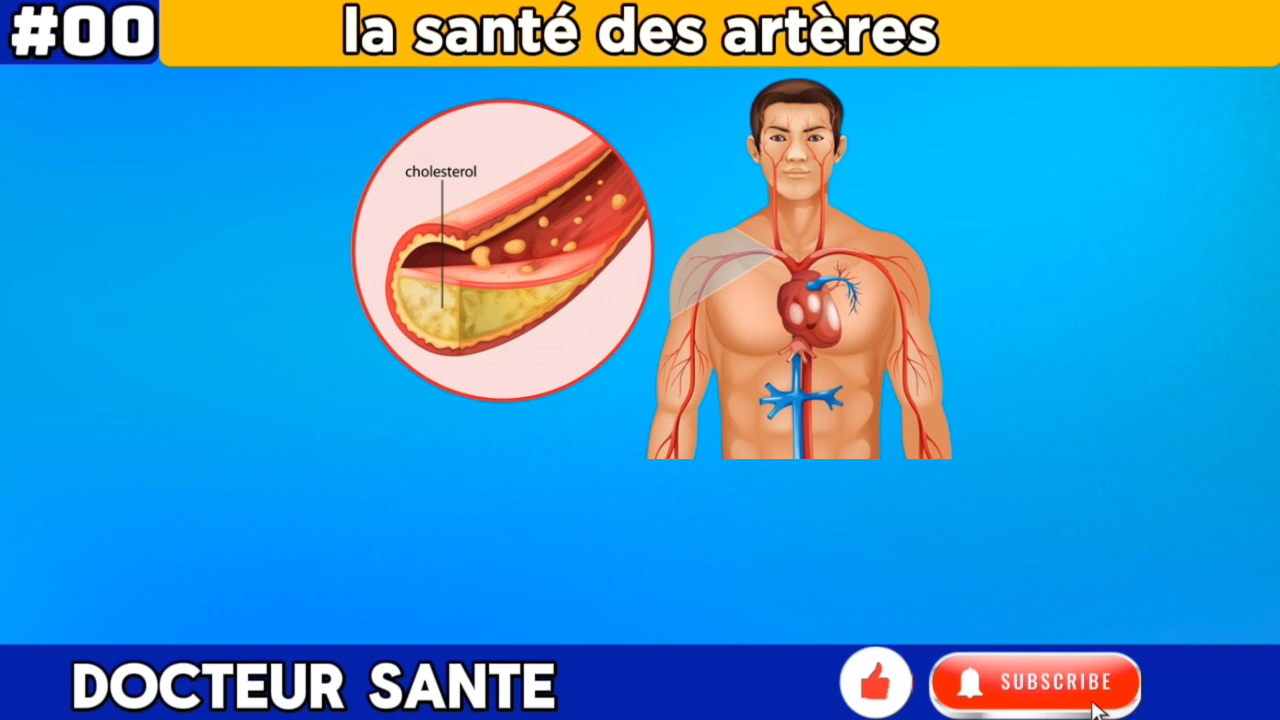 #00
la santé des artères
cholesterol
DOCTEUR SANTE
SUBSCRIBE